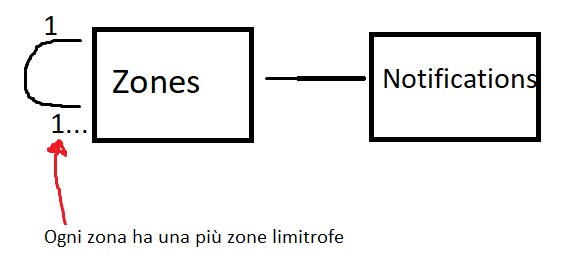 1
Zones
Notifications
1...
Ogni zona ha una più zone limitrofe